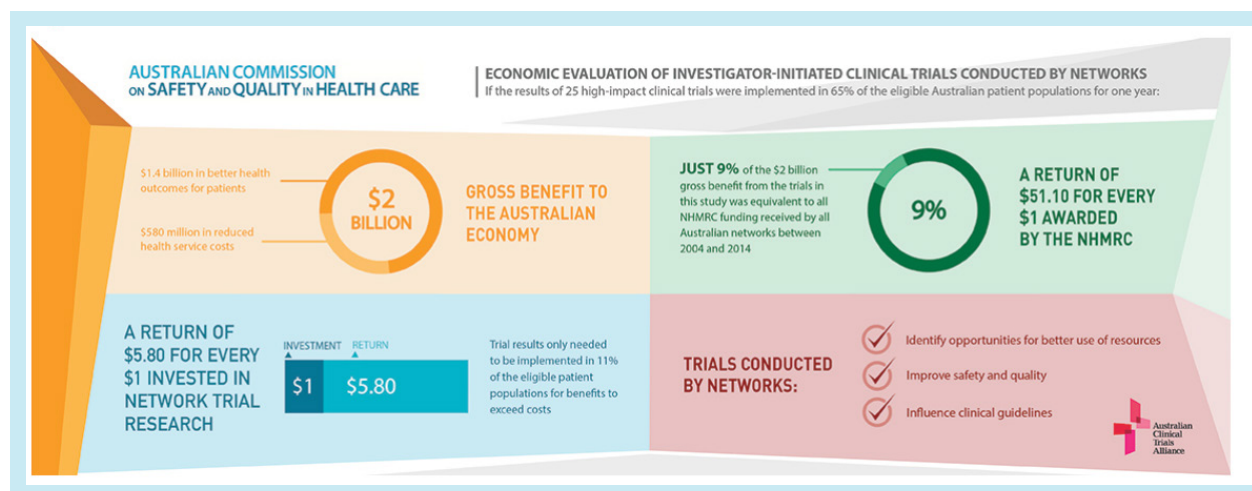 AUSTRALIAN COMMISSION
ON SAFETY AND QUALITY IN HEALTH CARE
ECONOMIC EVALUATION OF INVESTIGATOR-INITIATED CLINICAL TRIALS CONDUCTED BY NETWORKS
If the results of 25 high-impact clinical trials were implemented in 65% of the eligible Australian patient populations for one year:
$1.4 billion in better health
outcomes for patients
$580 million in reduced
health service costs
$2
BILLION
GROSS BENEFIT TO
THE AUSTRALIAN
ECONOMY
JUST 9% of the $2 billion
gross benefit from the trials in
this study was equivalent to all
NHMRC funding received by all
Australian networks between
2004 and 2014
9%
A RETURN OF
$51.10 FOR EVERY
$1 AWARDED
BY THE NHMRC
A RETURN OF
$5.80 FOR EVERY
$1 INVESTED IN
NETWORK TRIAL
RESEARCH
INVESTMENT RETURN
$1 $5.80
Trial results only needed
to be implemented in 11%
of the eligible patient
populations for benefits to
exceed costs
TRIALS CONDUCTED
BY NETWORKS:
Identify opportunities for better use of resources
Improve safety and quality
Influence clinical guidelines
Australian
Clinical
Trials
Alliance